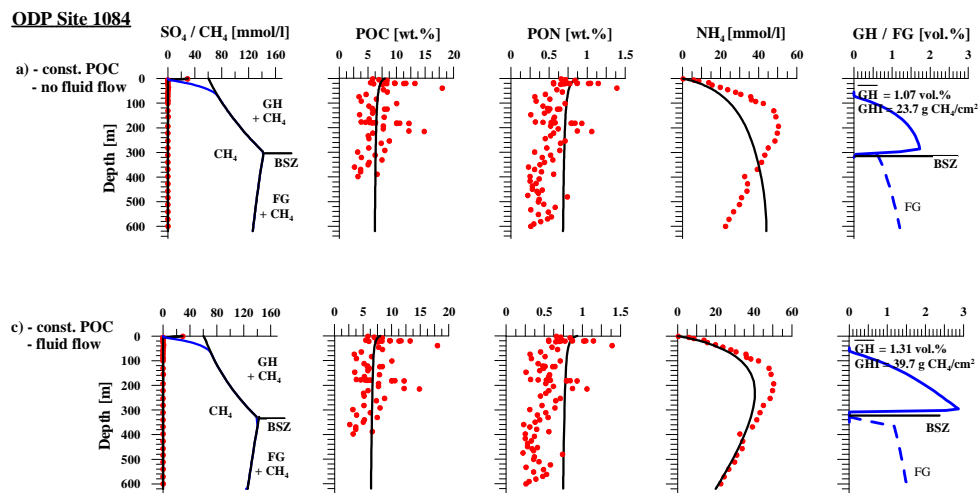 ODP Site 1084
SO4 / CH4 [mmol/l]
POC [wt.%]
PON [wt.%]
NH4 [mmol/l]
GH / FG [vol.%]
0 40 80 120 160
0 5 10 15 20
0.0 0.5 1.0 1.5
0 20 40 60
0 1 2 3
a) - const. POC
- no fluid flow
Depth [m]
0
100
200
300
400
500
600
GH
+ CH4
CH4
BSZ
FG
+ CH4
GH = 1.07 vol.%
GHI = 23.7 g CH4/cm2
BSZ
FG
0 40 80 120 160
0 5 10 15 20
0.0 0.5 1.0 1.5
0 20 40 60
0 1 2 3
c) - const. POC
- fluid flow
Depth [m]
0
100
200
300
400
500
600
GH
+ CH4
CH4
BSZ
FG
+ CH4
GH = 1.31 vol.%
GHI = 39.7 g CH4/cm2
BSZ
FG